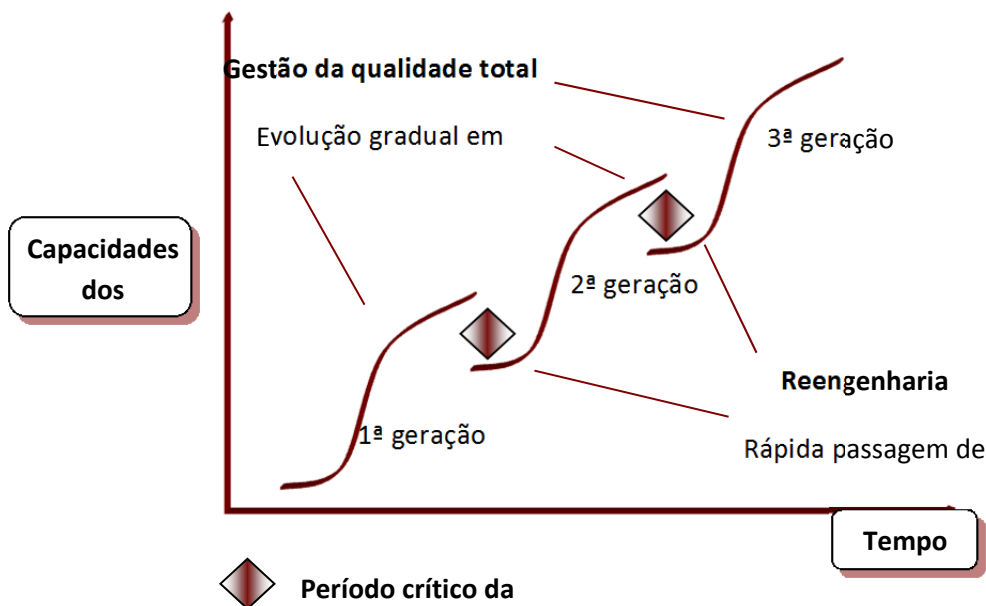 Gestão da qualidade total
Evolução gradual em
3ª geração
Capacidades
dos
2ª geração
Reengenharia
1ª geração
Rápida passagem de
Tempo
Período crítico da